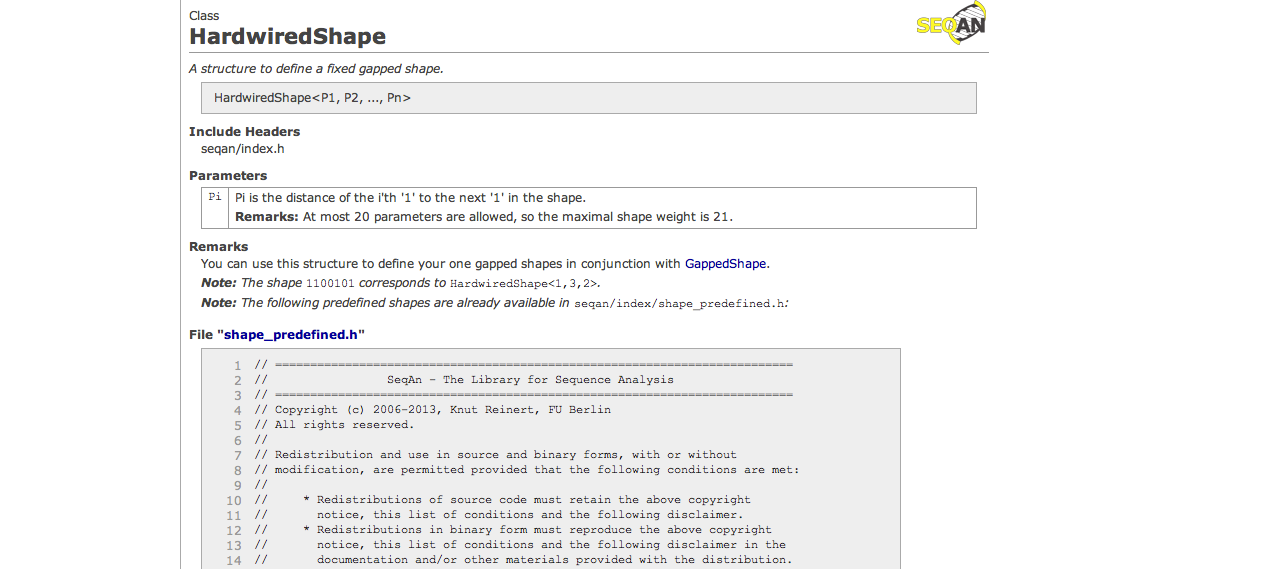 Class
SEQAN
HardwiredShape
A structure to define a fixed gapped shape.
HardwiredShape<P1, P2, ..., Pn>
Include Headers
seqan/index.h
Parameters
Pi Pi is the distance of the i'th '1' to the next '1' in the shape.
Remarks: At most 20 parameters are allowed, so the maximal shape weight is 21.
Remarks
You can use this structure to define your one gapped shapes in conjunction with GappedShape.
Note: The shape 1100101 corresponds to HardwiredShape<1,3,2>.
Note: The following predefined shapes are already available in seqan/index/shape_predefined.h:
File "shape_predefined.h"
1 // ==========================================================================
2 // SeqAn - The Library for Sequence Analysis
3 // ==========================================================================
4 // Copyright (c) 2006-2013, Knut Reinert, FU Berlin
5 // All rights reserved.
6 //
7 // Redistribution and use in source and binary forms, with or without
8 // modification, are permitted provided that the following conditions are met:
9 //
10 // * Redistributions of source code must retain the above copyright
11 // notice, this list of conditions and the following disclaimer.
12 // * Redistributions in binary form must reproduce the above copyright
13 // notice, this list of conditions and the following disclaimer in the
14 // documentation and/or other materials provided with the distribution.